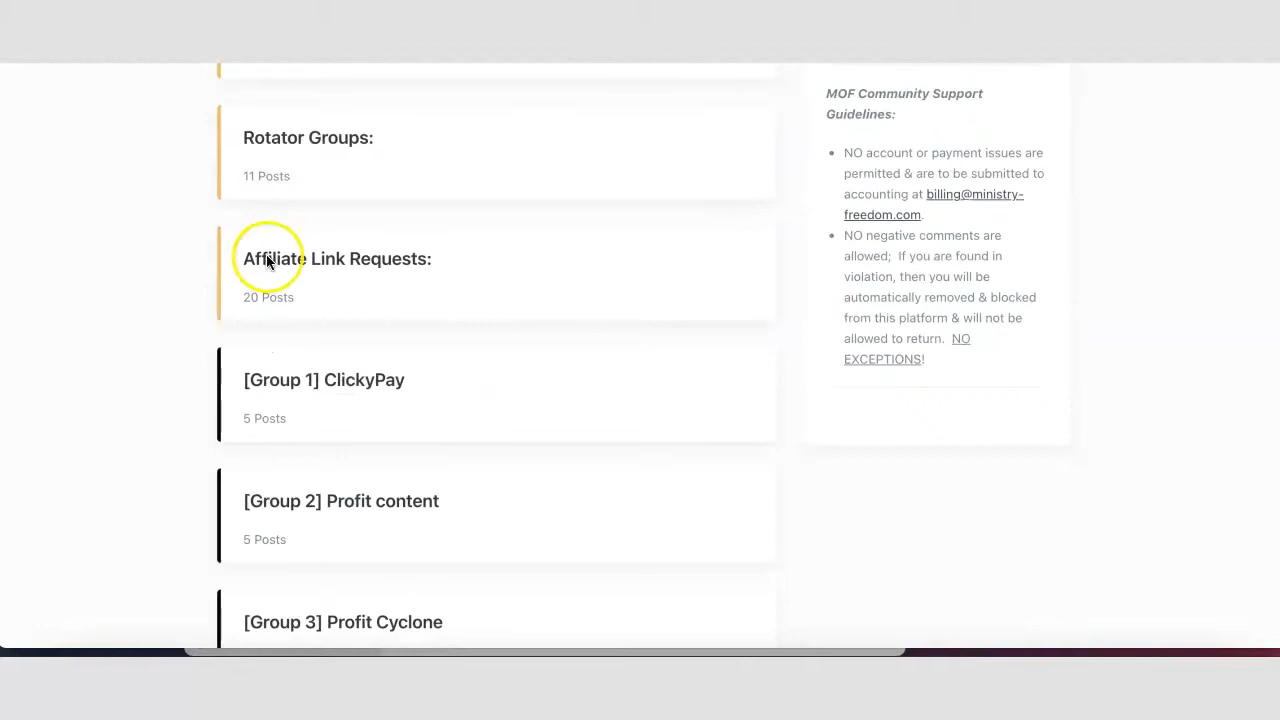 Rotator Groups:
11 Posts
Affiliate Link Requests:
20 Posts
[Group 1] ClickyPay
5 Posts
[Group 2] Profit content
5 Posts
[Group 3] Profit Cyclone
MOF Community Support
Guidelines:
NO account or payment issues are
permitted & are to be submitted to
accounting at billing@ministry-
freedom.com.
NO negative comments are
allowed; If you are found in
violation, then you will be
automatically removed & blocked
from this platform & will not be
allowed to return. NO
EXCEPTIONS!